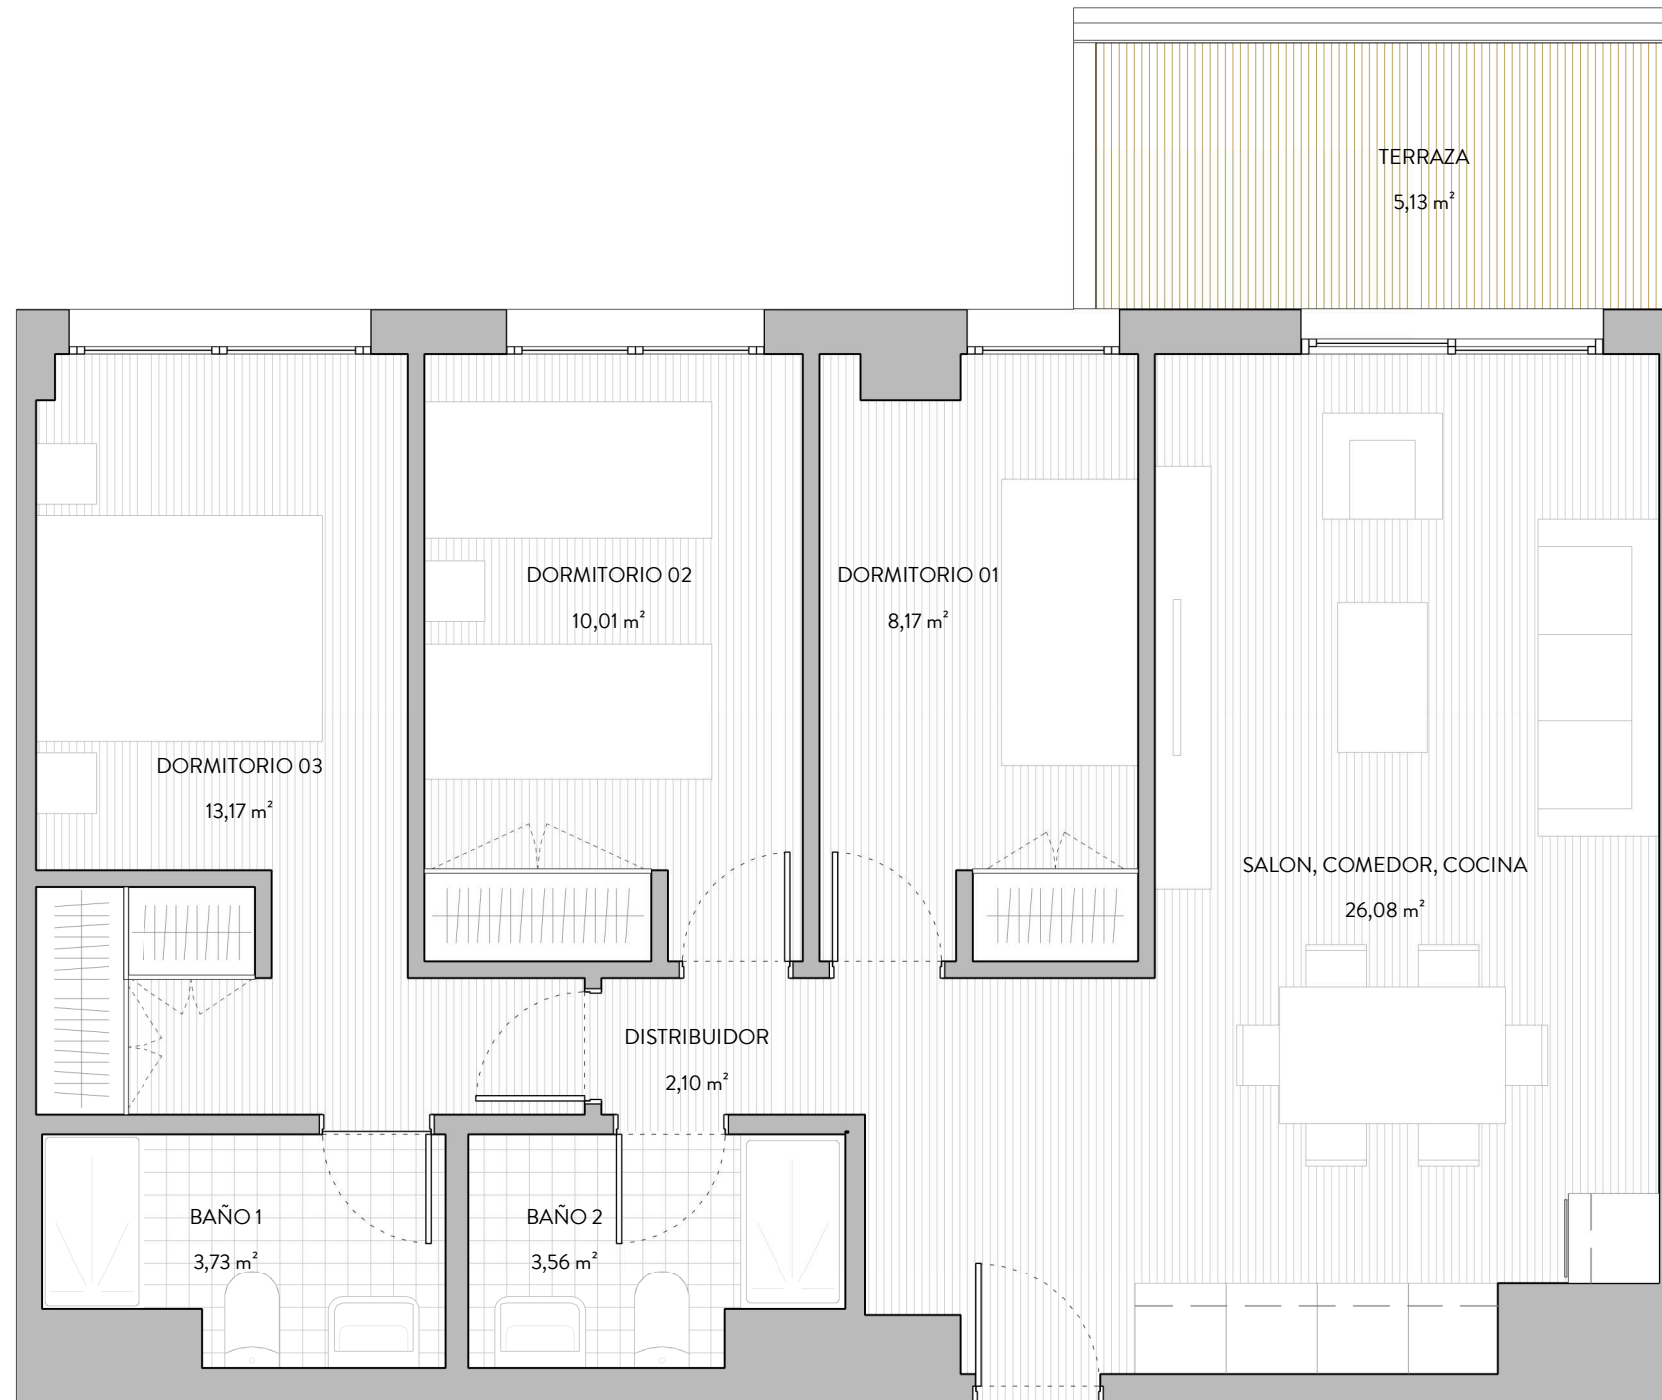 TERRAZA
5,13 m²
DORMITORIO 02
10,01 m²
DORMITORIO 01
8,17 m²
DORMITORIO 03
13,17 m²
SALON, COMEDOR, COCINA
26,08 m²
DISTRIBUIDOR
2,10 m²
BAÑO 1
3,73 m²
BAÑO 2
3,56 m²